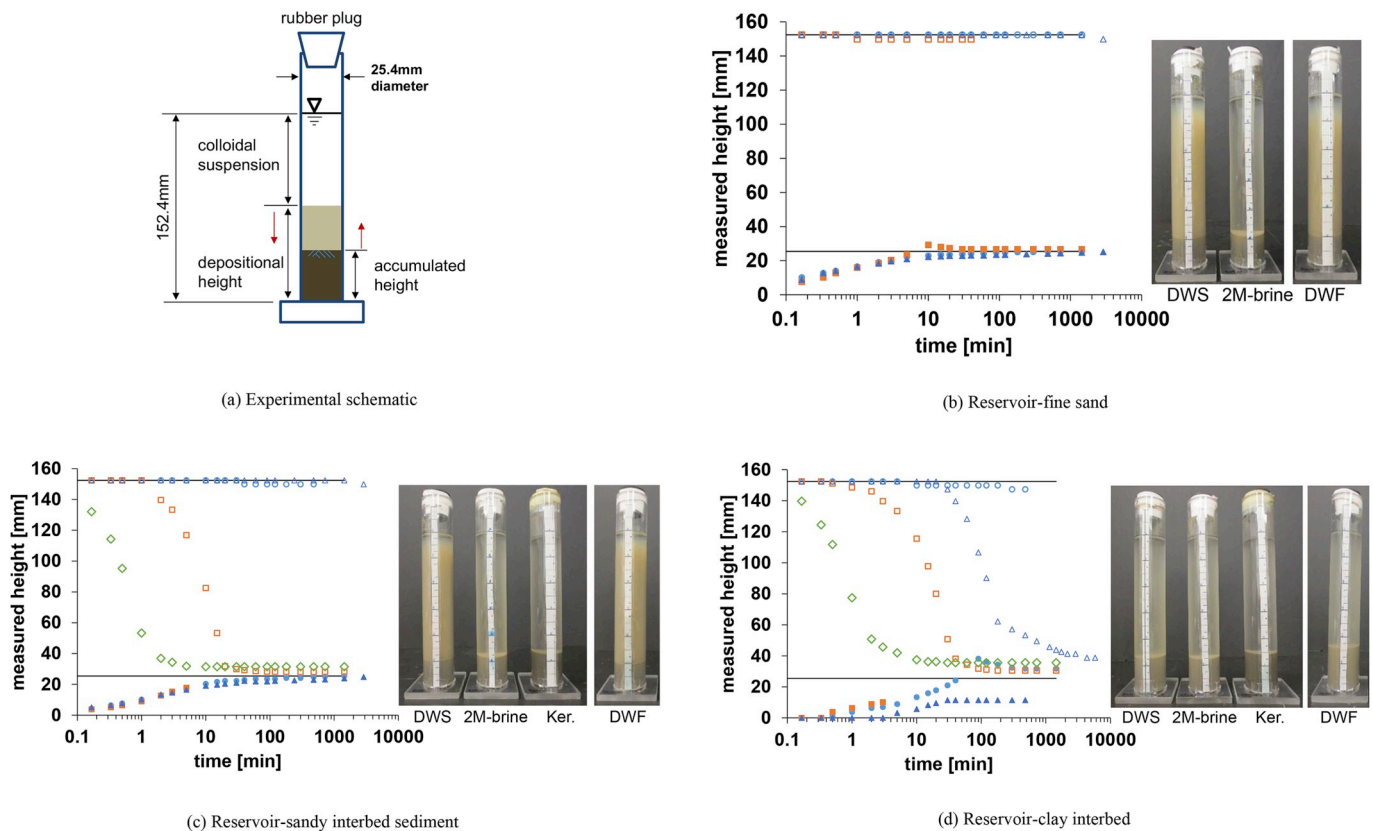 rubber plug
25.4mm
diameter
colloidal
suspension
152.4mm
depositional
height
accumulated
height
(a) Experimental schematic
measured height [mm]
160
140
120
100
80
60
40
20
0
0.1 1 10 100 1000 10000
time [min]
DWS 2M-brine DWF
(b) Reservoir-fine sand
measured height [mm]
160
140
120
100
80
60
40
20
0
0.1 1 10 100 1000 10000
time [min]
DWS 2M-brine Ker. DWF
(c) Reservoir-sandy interbed sediment
measured height [mm]
160
140
120
100
80
60
40
20
0
0.1 1 10 100 1000 10000
time [min]
DWS 2M-brine Ker. DWF
(d) Reservoir-clay interbed